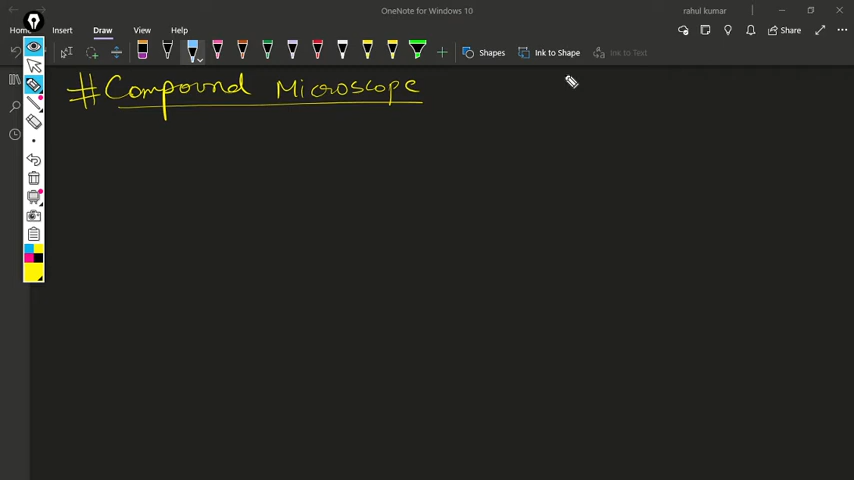 OneNote for Windows 10
rahul kumar
Home Insert Draw View Help
Share
Shapes Ink to Shape Ink to Text
# Compound Microscope